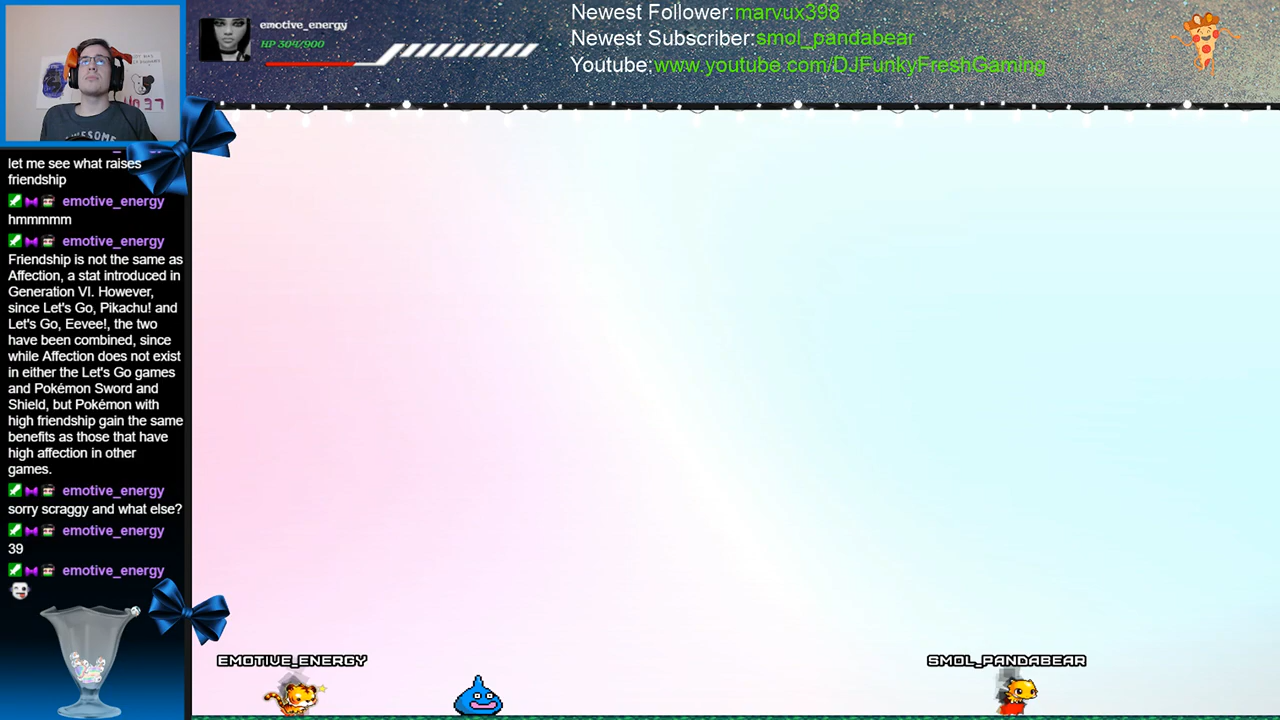 emotive_energy
HP 304/900
Newest Follower:marvux398
Newest Subscriber:smol_pandabear
Youtube;www.youtube.com/DJFunkyFreshGaming
AWESOME
let me see what raises
friendship
emotive_energy
hmmmmm
emotive_energy
Friendship is not the same as
Affection, a stat introduced in
Generation VI. However,
since Let's Go, Pikachu! and
Let's Go, Eevee!, the two
have been combined, since
while Affection does not exist
in either the Let's Go games
and Pokémon Sword and
Shield, but Pokémon with
high friendship gain the same
benefits as those that have
high affection in other
games.
emotive_energy
sorry scraggy and what else?
emotive_energy
39
emotive_energy
EMOTIVE_ENERGY
SMOL_PANDABEAR